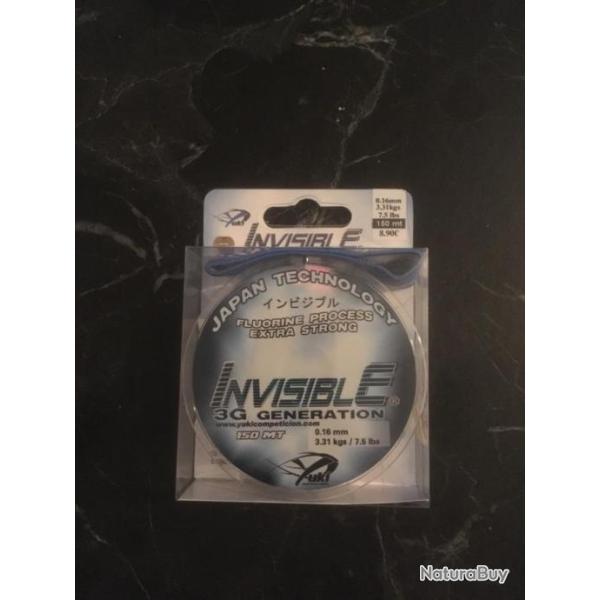 Yuki
0.16mm
3.31kgs
7.5 lbs
150 mt
8.90€
INVISIBLE
JAPAN TECHNOLOGY
インビジブル
FLUORINE PROCESS
EXTRA STRONG
INVISIBLE®
3G GENERATION
www.yukicompeticion.com
150 MT
0.16 mm
3.31 kgs / 7.5 lbs
Yuki
NaturaBuy